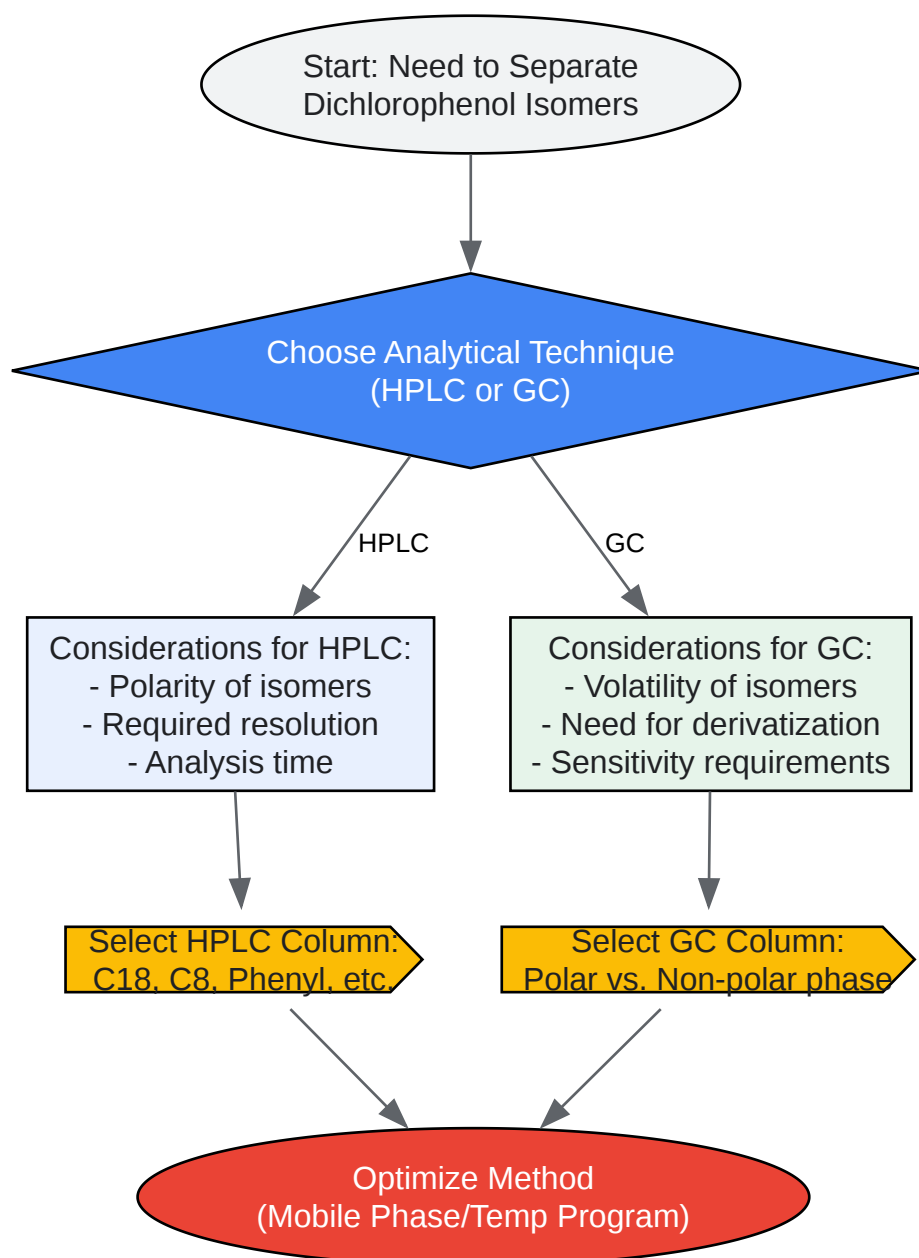 Start: Need to Separate
Dichlorophenol Isomers
Choose Analytical Technique
(HPLC or GC)
HPLC
GC
Considerations for HPLC:
- Polarity of isomers
- Required resolution
- Analysis time
Considerations for GC:
- Volatility of isomers
- Need for derivatization
- Sensitivity requirements
Select HPLC Column:
C18, C8, Phenyl, etc.
Select GC Column:
Polar vs. Non-polar phase
Optimize Method
(Mobile Phase/Temp Program)